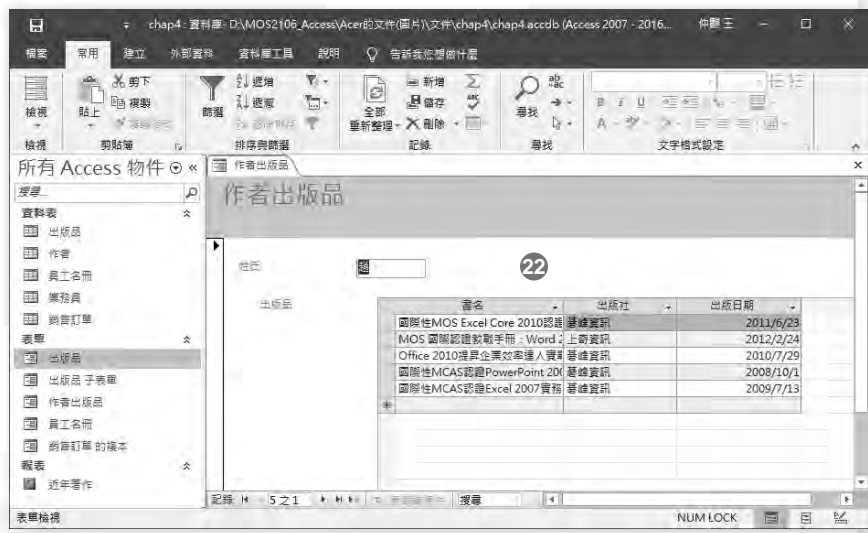 chap4 : 資料庫- D:\MOS2106_Access\Acer的文件(圖片)\文件\chap4\chap4.accdb (Access 2007 - 2016...
仲麒王
檔案 常用 建立 外部資料 資料庫工具 說明 告訴我您想做什麼
檢視
貼上
剪下
複製
篩選
遞增
遞減
全部重新整理
新增
儲存
刪除
尋找
檢視 剪貼簿 排序與篩選 記錄 尋找 文字格式設定
所有 Access 物件
搜尋...
資料表
出版品
作者
員工名冊
業務員
銷售訂單
表單
出版品
出版品 子表單
作者出版品
員工名冊
銷售訂單 的複本
報表
近年著作
作者出版品
作者出版品
姓氏 趙
22
出版品
書名 出版社 出版日期
國際性MOS Excel Core 2010認證 碁峰資訊 2011/6/23
MOS 國際認證教戰手冊：Word 2 上奇資訊 2012/2/24
Office 2010提昇企業效率達人實 碁峰資訊 2010/7/29
國際性MCAS認證PowerPoint 200 碁峰資訊 2008/10/1
國際性MCAS認證Excel 2007實務 碁峰資訊 2009/7/13
記錄: 5 之 1 搜尋
表單檢視 NUM LOCK